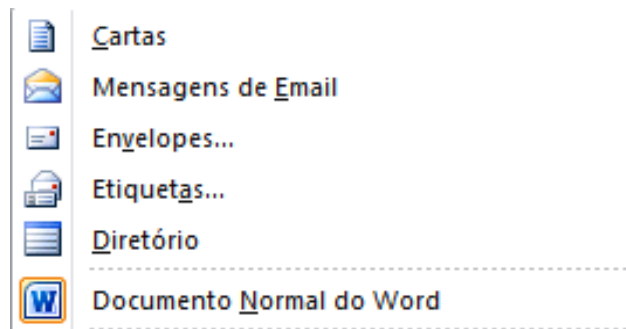 Cartas
Mensagens de Email
Envelopes...
Etiquetas...
Diretório
Documento Normal do Word